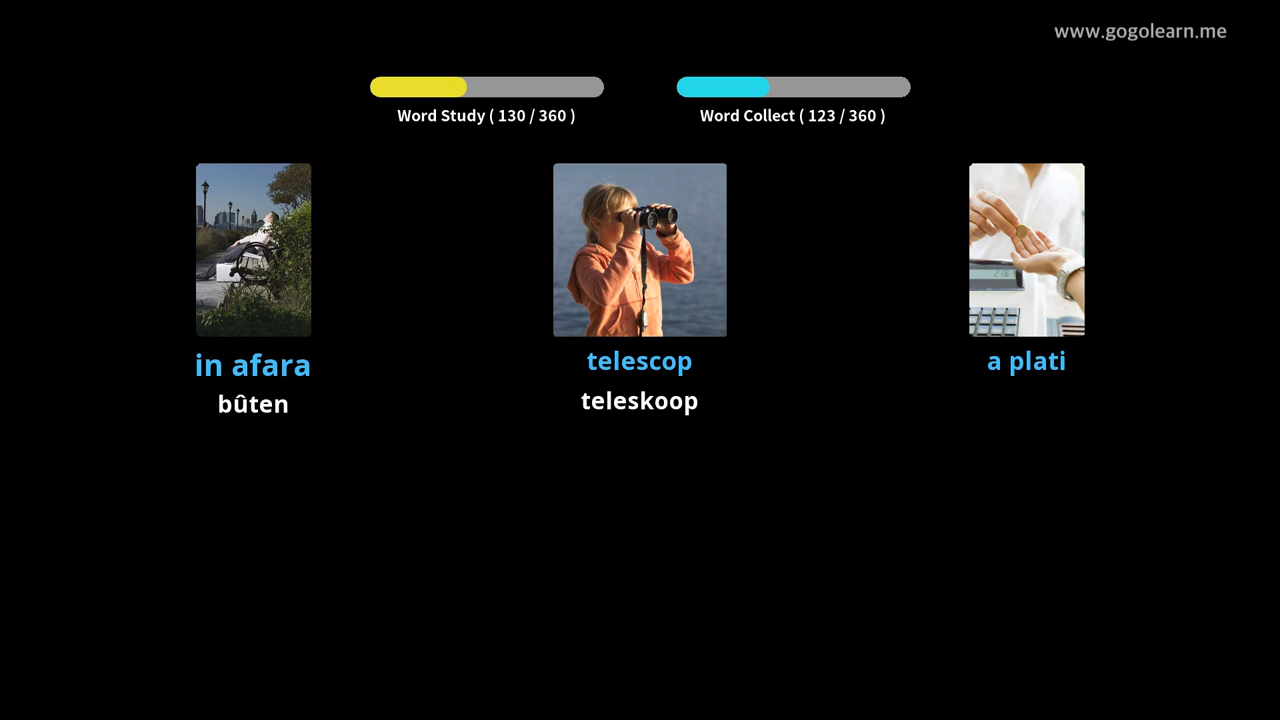 www.gogolearn.me
Word Study ( 130 / 360 )
Word Collect ( 123 / 360 )
in afara
bûten
telescop
teleskoop
a plati